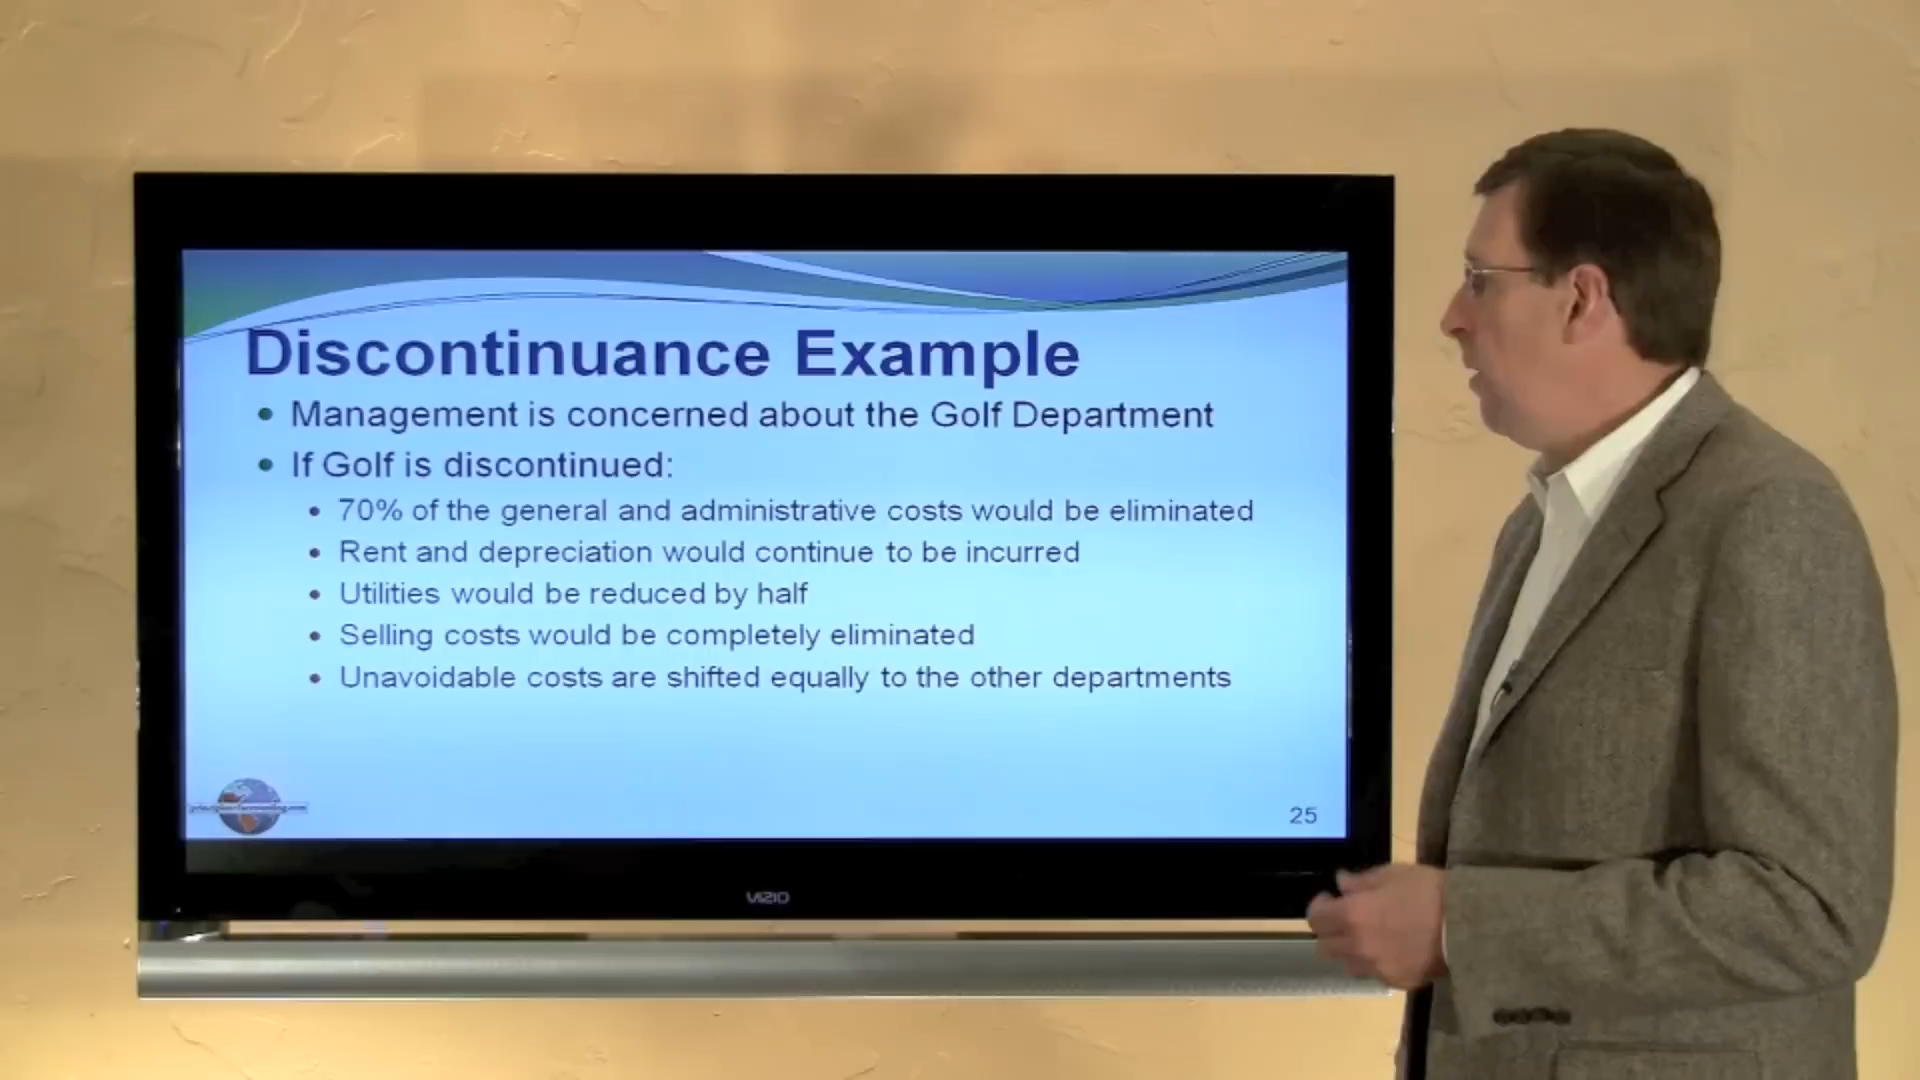 Discontinuance Example
• Management is concerned about the Golf Department
• If Golf is discontinued:
• 70% of the general and administrative costs would be eliminated
• Rent and depreciation would continue to be incurred
• Utilities would be reduced by half
• Selling costs would be completely eliminated
• Unavoidable costs are shifted equally to the other departments
principlesofaccounting.com
25
VIZIO